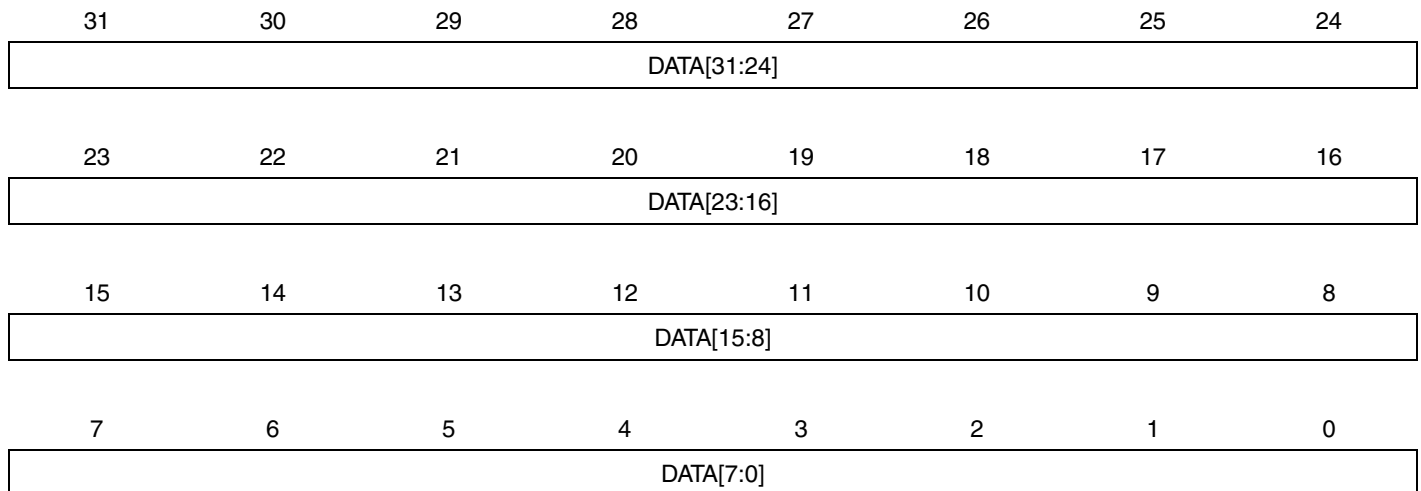 31 30 29 28 27 26 25 24
DATA[31:24]
23 22 21 20 19 18 17 16
DATA[23:16]
15 14 13 12 11 10 9 8
DATA[15:8]
7 6 5 4 3 2 1 0
DATA[7:0]